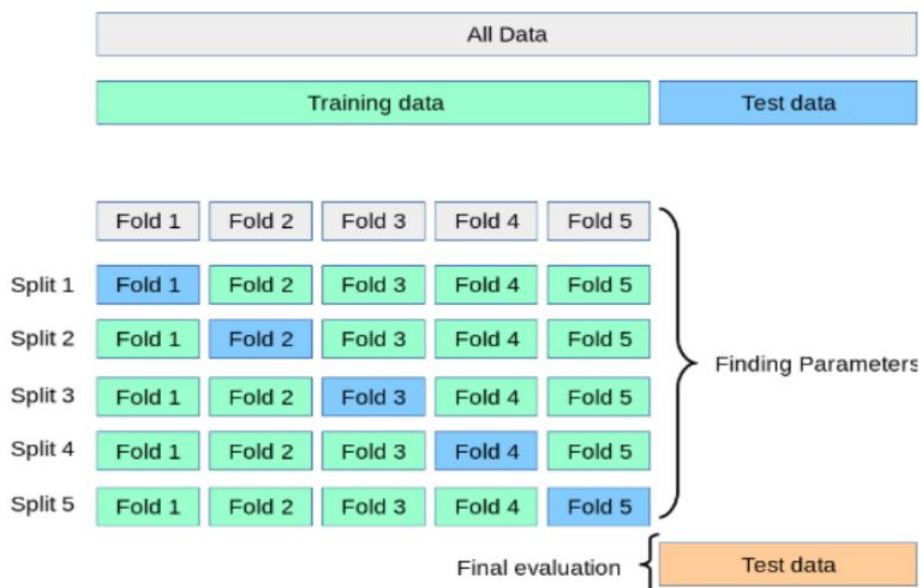 All Data
Training data Test data
Fold 1 Fold 2 Fold 3 Fold 4 Fold 5
Split 1 Fold 1 Fold 2 Fold 3 Fold 4 Fold 5
Split 2 Fold 1 Fold 2 Fold 3 Fold 4 Fold 5
Split 3 Fold 1 Fold 2 Fold 3 Fold 4 Fold 5
Split 4 Fold 1 Fold 2 Fold 3 Fold 4 Fold 5
Split 5 Fold 1 Fold 2 Fold 3 Fold 4 Fold 5
Finding Parameters
Final evaluation Test data